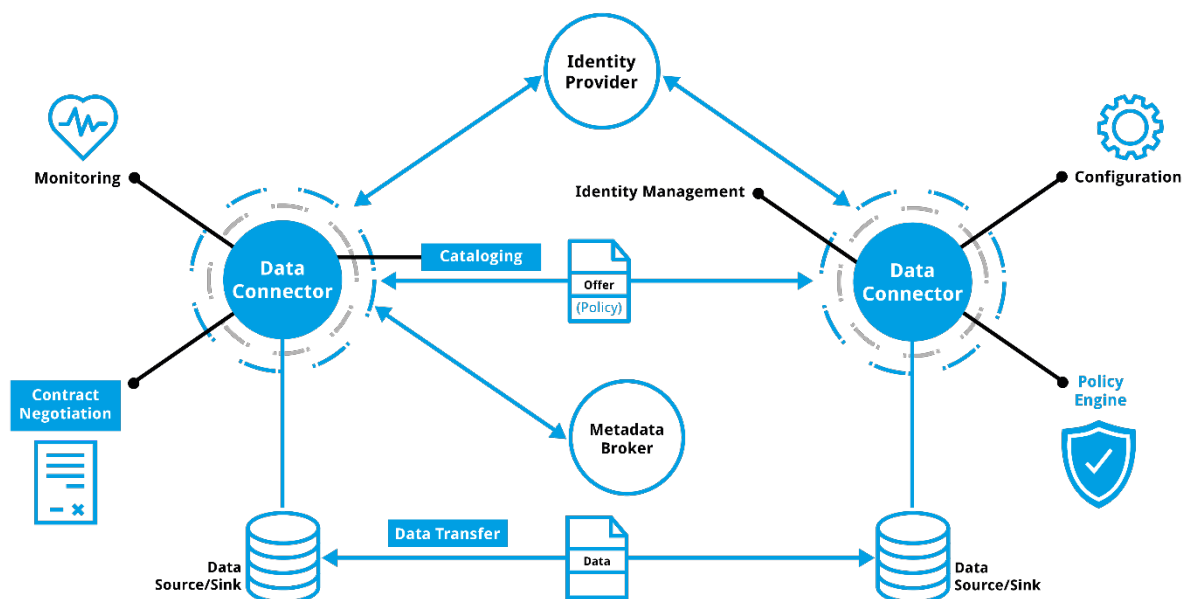 Identity
Provider
Monitoring
Identity Management
Configuration
Cataloging
Data
Connector
Offer
(Policy)
Data
Connector
Contract
Negotiation
Metadata
Broker
Policy
Engine
Data Transfer
Data
Data
Source/Sink
Data
Source/Sink